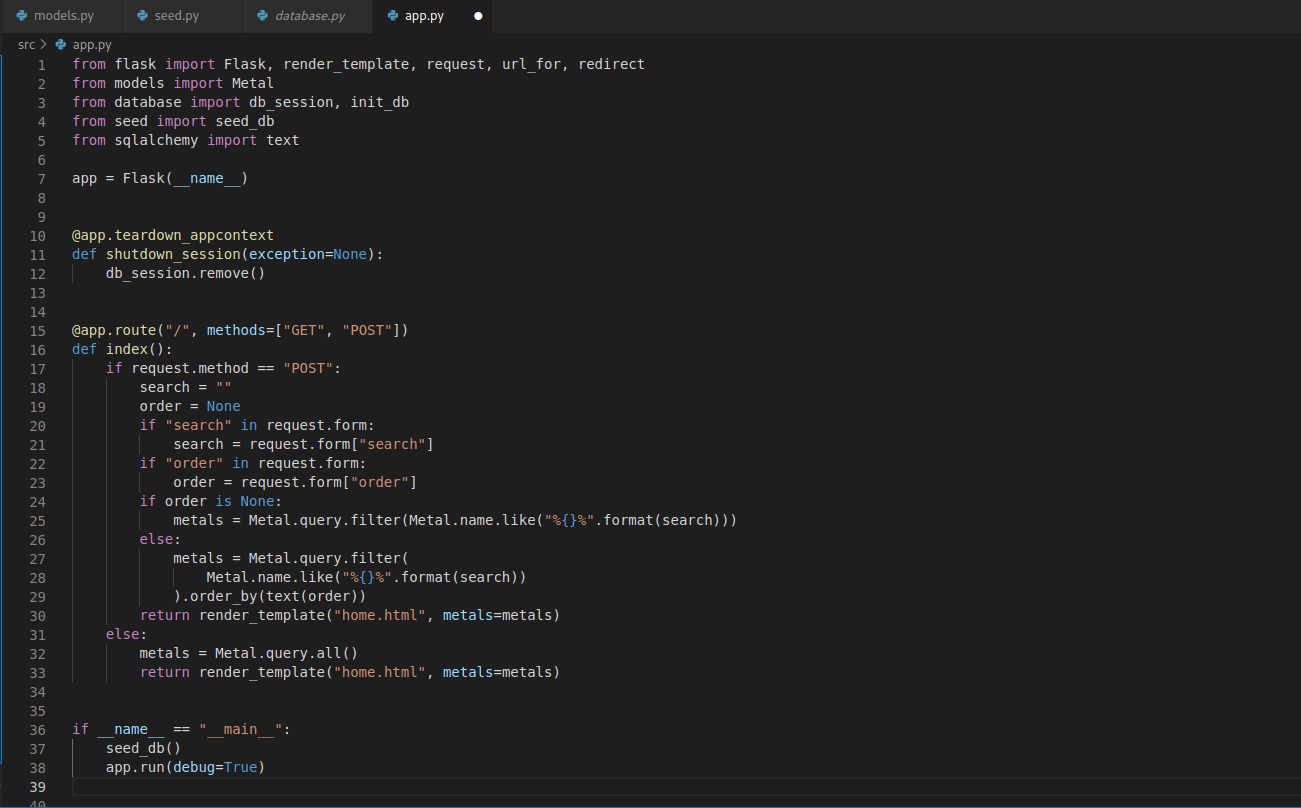 models.py seed.py database.py app.py
src > app.py
1 from flask import Flask, render_template, request, url_for, redirect
2 from models import Metal
3 from database import db_session, init_db
4 from seed import seed_db
5 from sqlalchemy import text
6
7 app = Flask(__name__)
8
9
10 @app.teardown_appcontext
11 def shutdown_session(exception=None):
12     db_session.remove()
13
14
15 @app.route("/", methods=["GET", "POST"])
16 def index():
17     if request.method == "POST":
18         search = ""
19         order = None
20         if "search" in request.form:
21             search = request.form["search"]
22         if "order" in request.form:
23             order = request.form["order"]
24         if order is None:
25             metals = Metal.query.filter(Metal.name.like("%{}%".format(search)))
26         else:
27             metals = Metal.query.filter(
28                 Metal.name.like("%{}%".format(search))
29             ).order_by(text(order))
30         return render_template("home.html", metals=metals)
31     else:
32         metals = Metal.query.all()
33         return render_template("home.html", metals=metals)
34
35
36 if __name__ == "__main__":
37     seed_db()
38     app.run(debug=True)
39
40